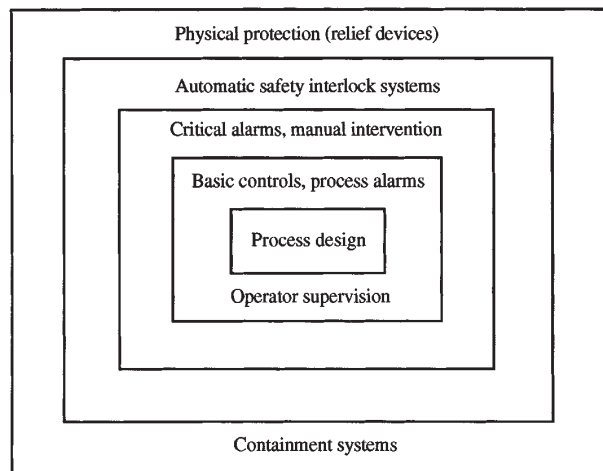 Physical protection (relief devices)
Automatic safety interlock systems
Critical alarms, manual intervention
Basic controls, process alarms
Process design
Operator supervision
Containment systems